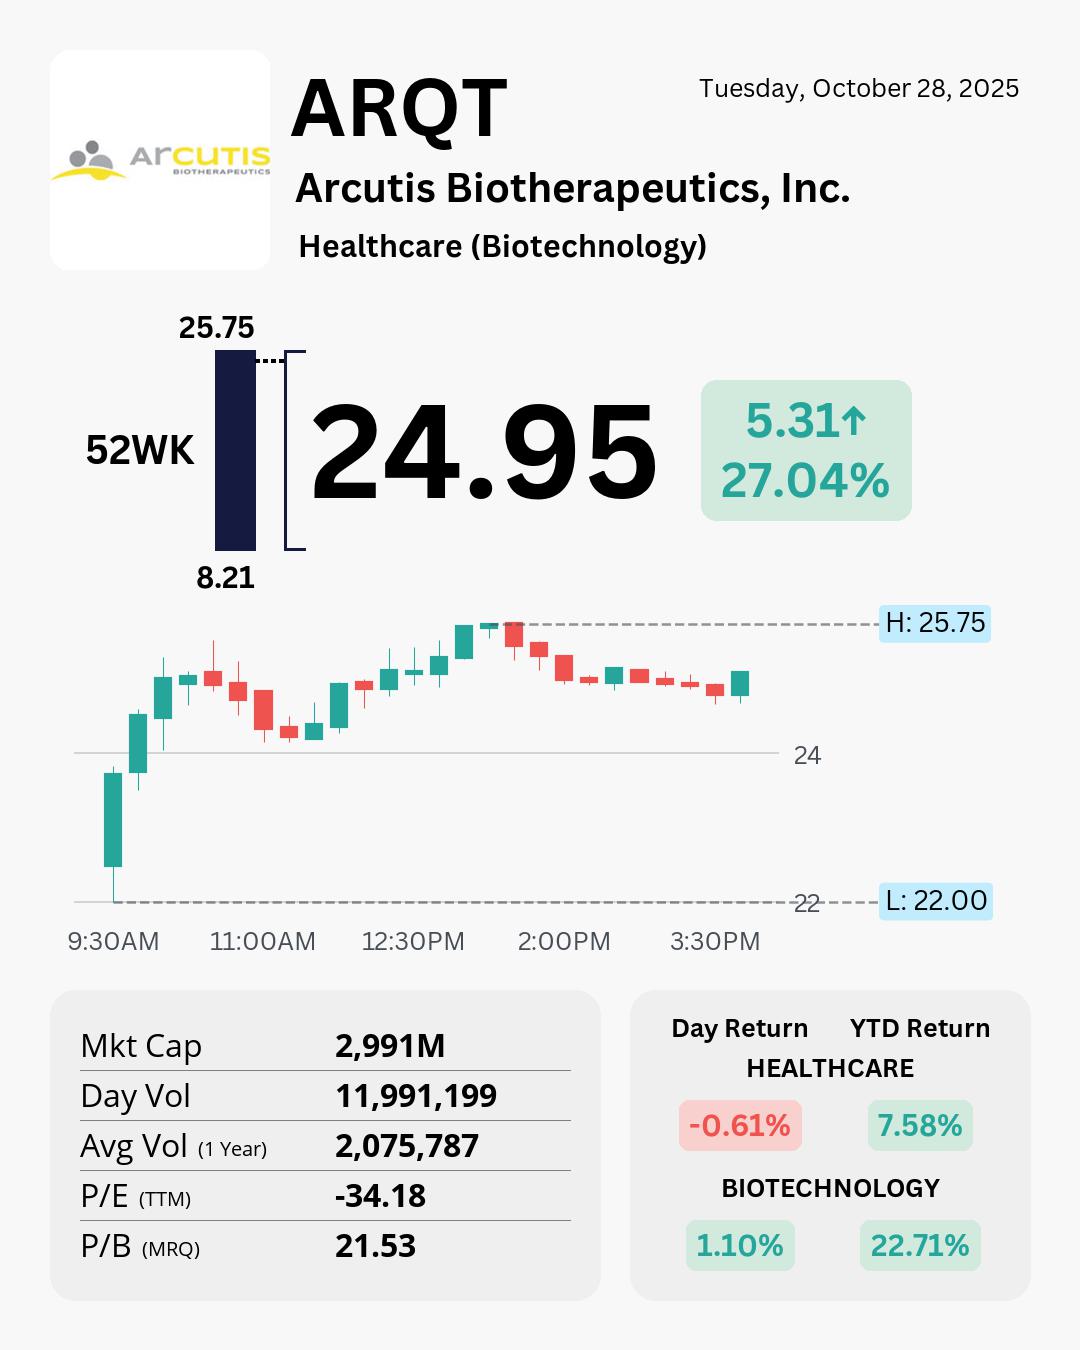 ARCUTIS
BIOTHERAPEUTICS
ARQT
Tuesday, October 28, 2025
Arcutis Biotherapeutics, Inc.
Healthcare (Biotechnology)
25.75
52WK
8.21
24.95
5.31↑
27.04%
H: 25.75
24
22
L: 22.00
9:30AM 11:00AM 12:30PM 2:00PM 3:30PM
Mkt Cap 2,991M
Day Vol 11,991,199
Avg Vol (1 Year) 2,075,787
P/E (TTM) -34.18
P/B (MRQ) 21.53
Day Return YTD Return
HEALTHCARE
-0.61% 7.58%
BIOTECHNOLOGY
1.10% 22.71%